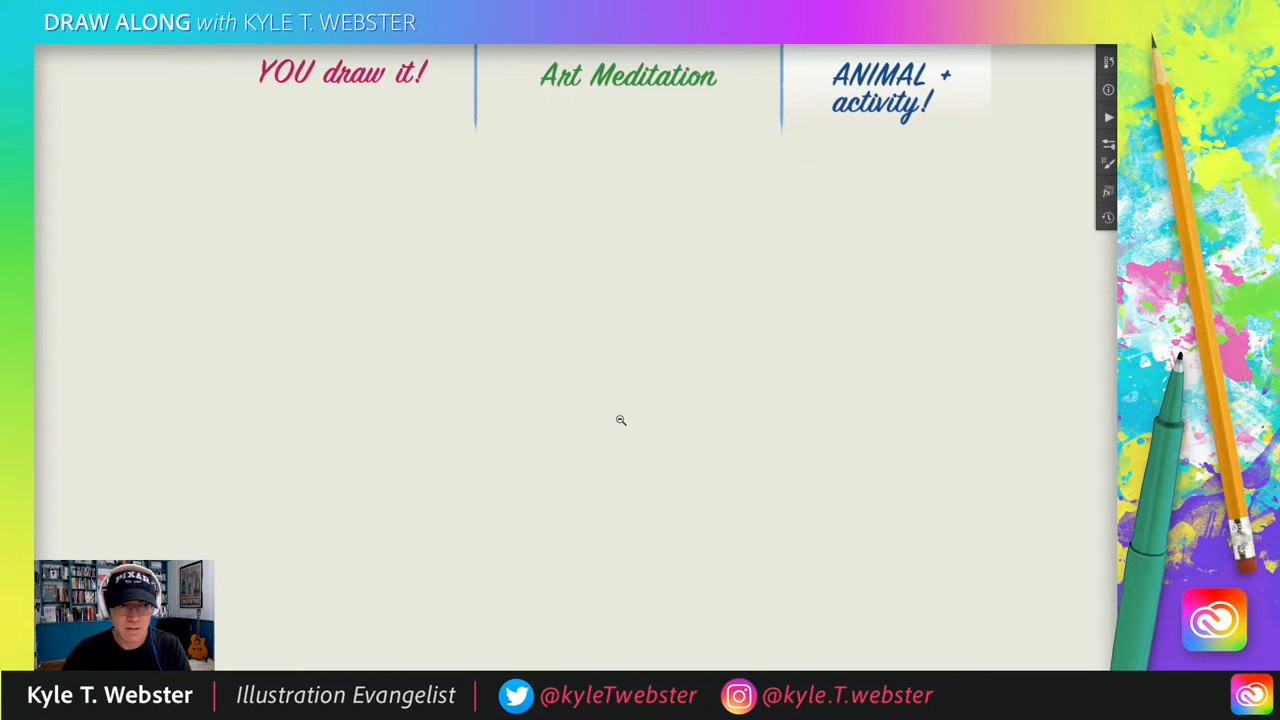 DRAW ALONG with KYLE T. WEBSTER
YOU draw it!
Art Meditation
ANIMAL +
activity!
PIXAR
Kyle T. Webster | Illustration Evangelist | @kyleTwebster @kyle.T.webster